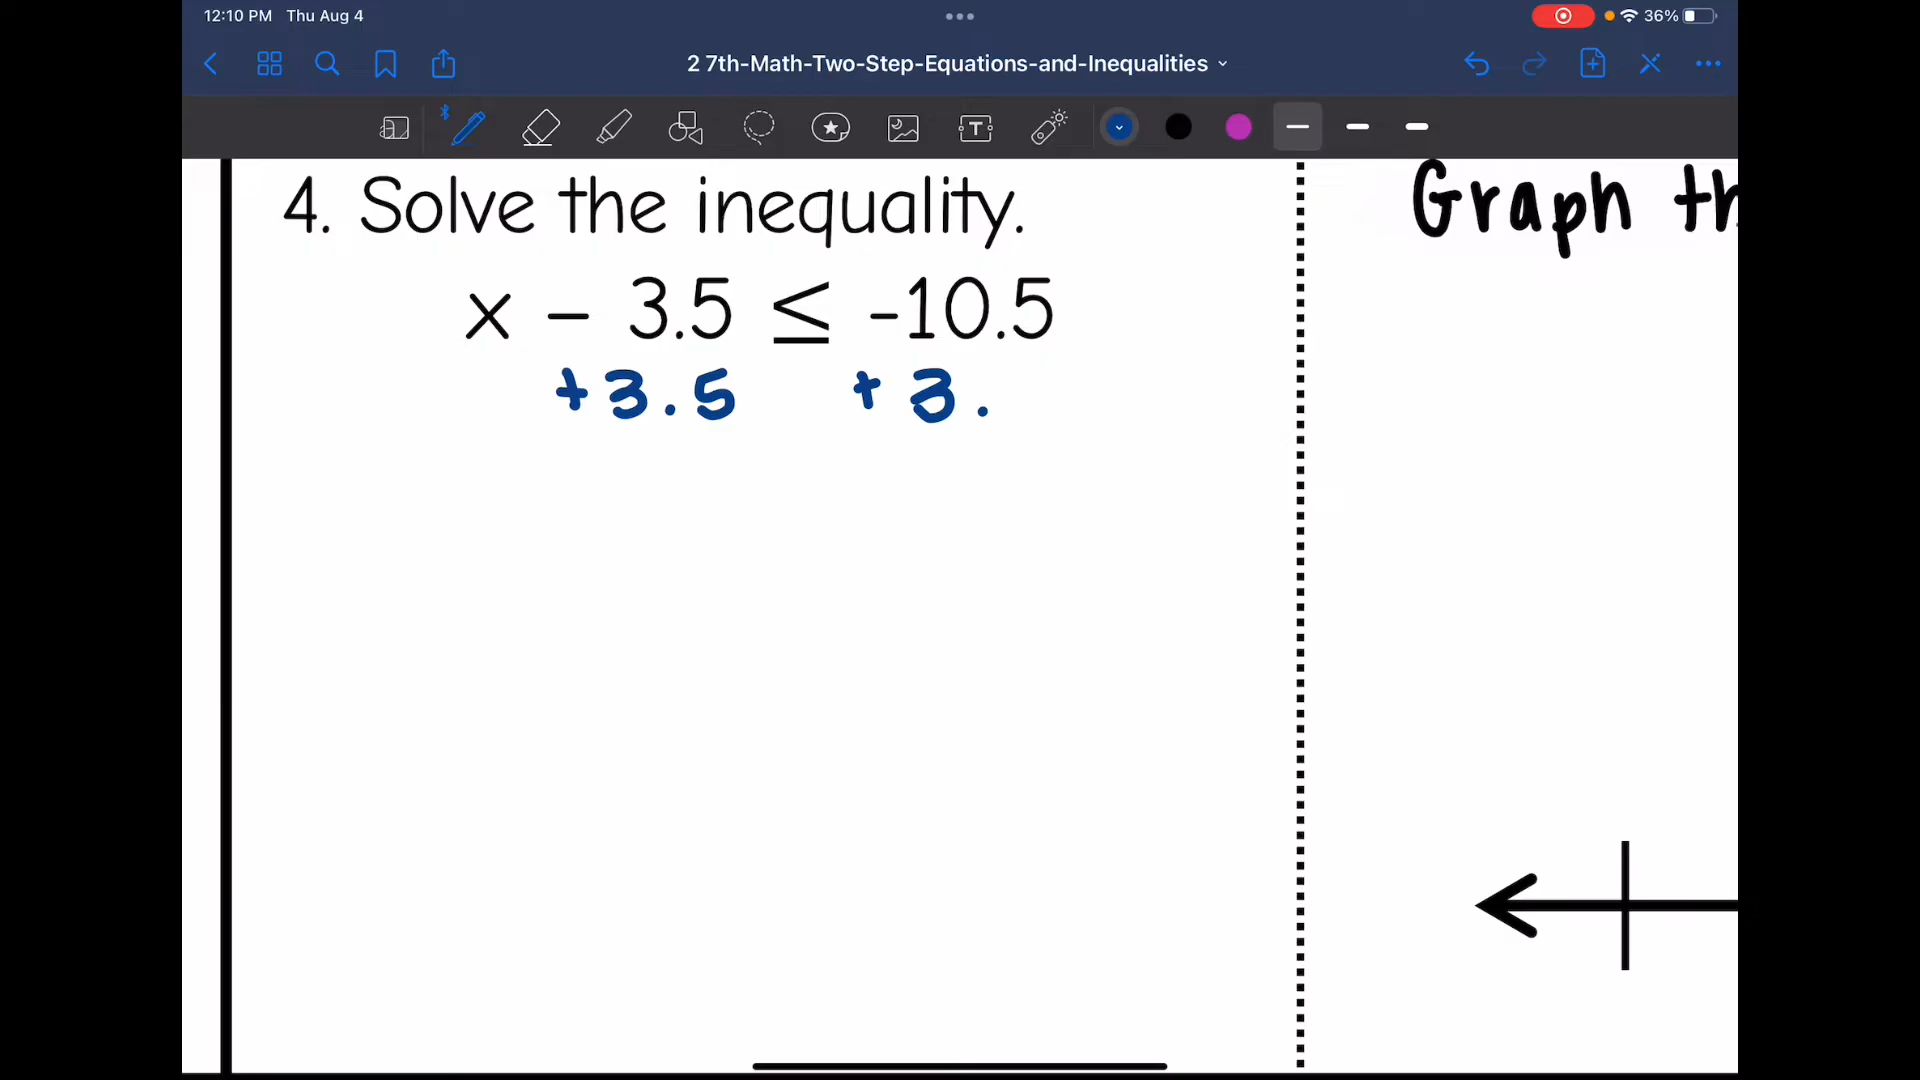 12:10 PM Thu Aug 4
36%
2 7th-Math-Two-Step-Equations-and-Inequalities
4. Solve the inequality.
x – 3.5 ≤ -10.5
+3.5 +3.
Graph th